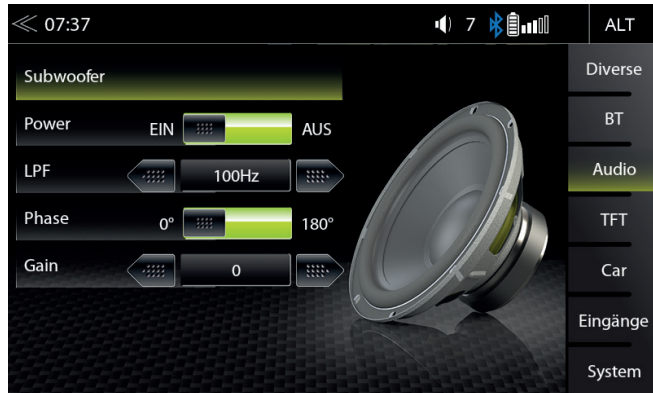 07:37 7 ALT
Subwoofer
Power EIN AUS
LPF 100Hz
Phase 0° 180°
Gain 0
Diverse
BT
Audio
TFT
Car
Eingänge
System